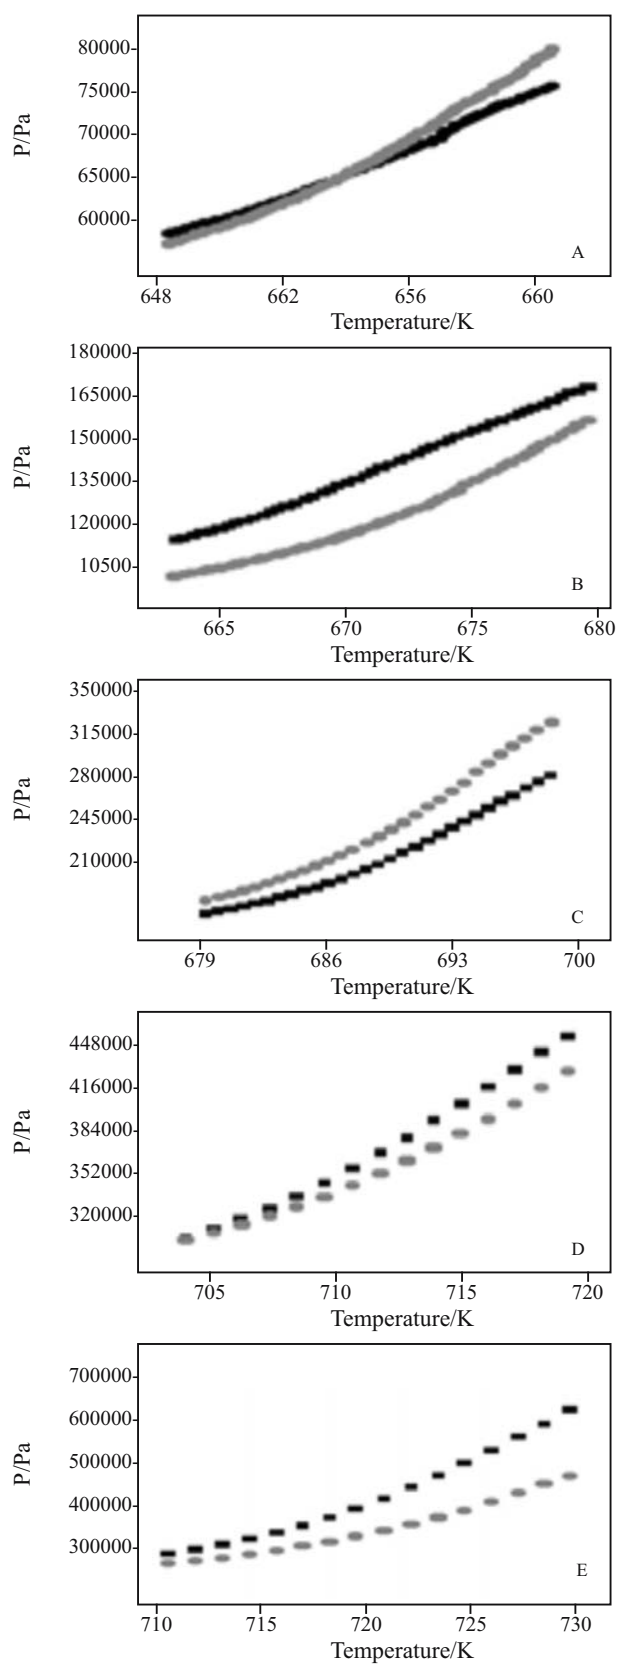 80000
75000
70000
65000
60000
P/Pa
A
648 662 656 660
Temperature/K
180000
165000
150000
135000
120000
10500
P/Pa
B
665 670 675 680
Temperature/K
350000
315000
280000
245000
210000
P/Pa
C
679 686 693 700
Temperature/K
448000
416000
384000
352000
320000
P/Pa
D
705 710 715 720
Temperature/K
700000
600000
500000
400000
300000
P/Pa
E
710 715 720 725 730
Temperature/K